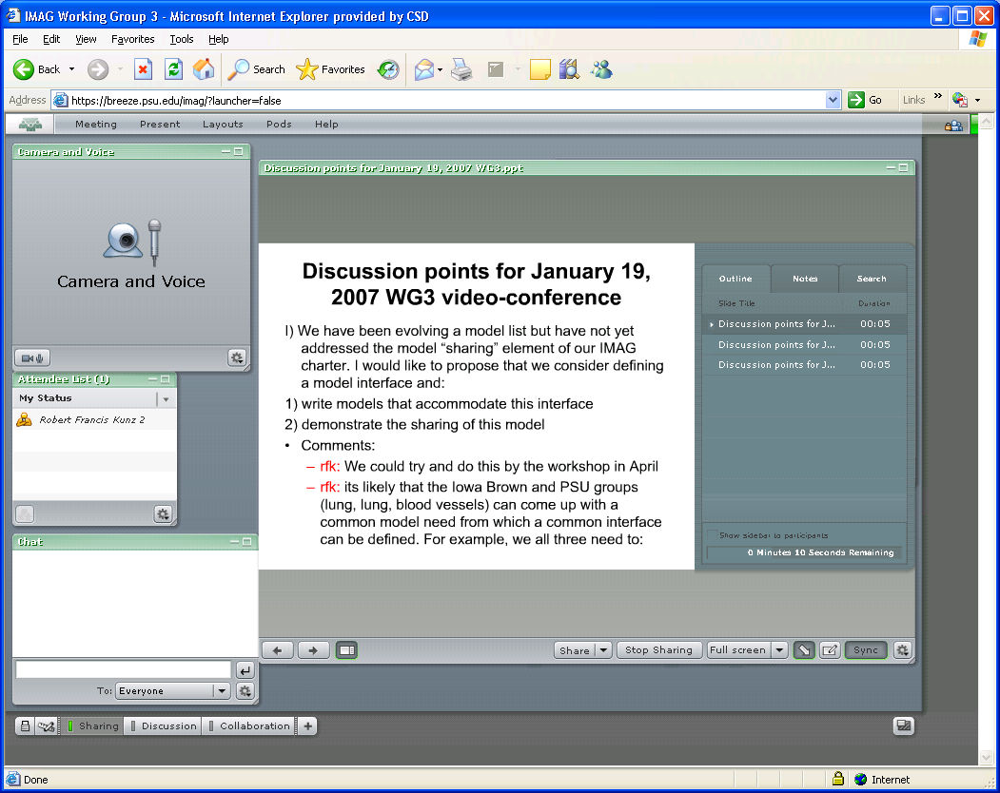 IMAG Working Group 3 - Microsoft Internet Explorer provided by CSD
File Edit View Favorites Tools Help
Back Search Favorites
Address https://breeze.psu.edu/imag/?launcher=false Go Links »
Meeting Present Layouts Pods Help
Camera and Voice
Camera and Voice
Attendee List (1)
My Status
Robert Francis Kunz 2
Chat
To: Everyone
Discussion points for January 19, 2007 WG3.ppt
Discussion points for January 19,
2007 WG3 video-conference
I) We have been evolving a model list but have not yet
addressed the model “sharing” element of our IMAG
charter. I would like to propose that we consider defining
a model interface and:
1) write models that accommodate this interface
2) demonstrate the sharing of this model
• Comments:
– rfk: We could try and do this by the workshop in April
– rfk: its likely that the Iowa Brown and PSU groups
(lung, lung, blood vessels) can come up with a
common model need from which a common interface
can be defined. For example, we all three need to:
Outline Notes Search
Slide Title Duration
Discussion points for J... 00:05
Discussion points for J... 00:05
Discussion points for J... 00:05
Show sidebar to participants
0 Minutes 10 Seconds Remaining
Share Stop Sharing Full screen Sync
Sharing Discussion Collaboration +
Done Internet